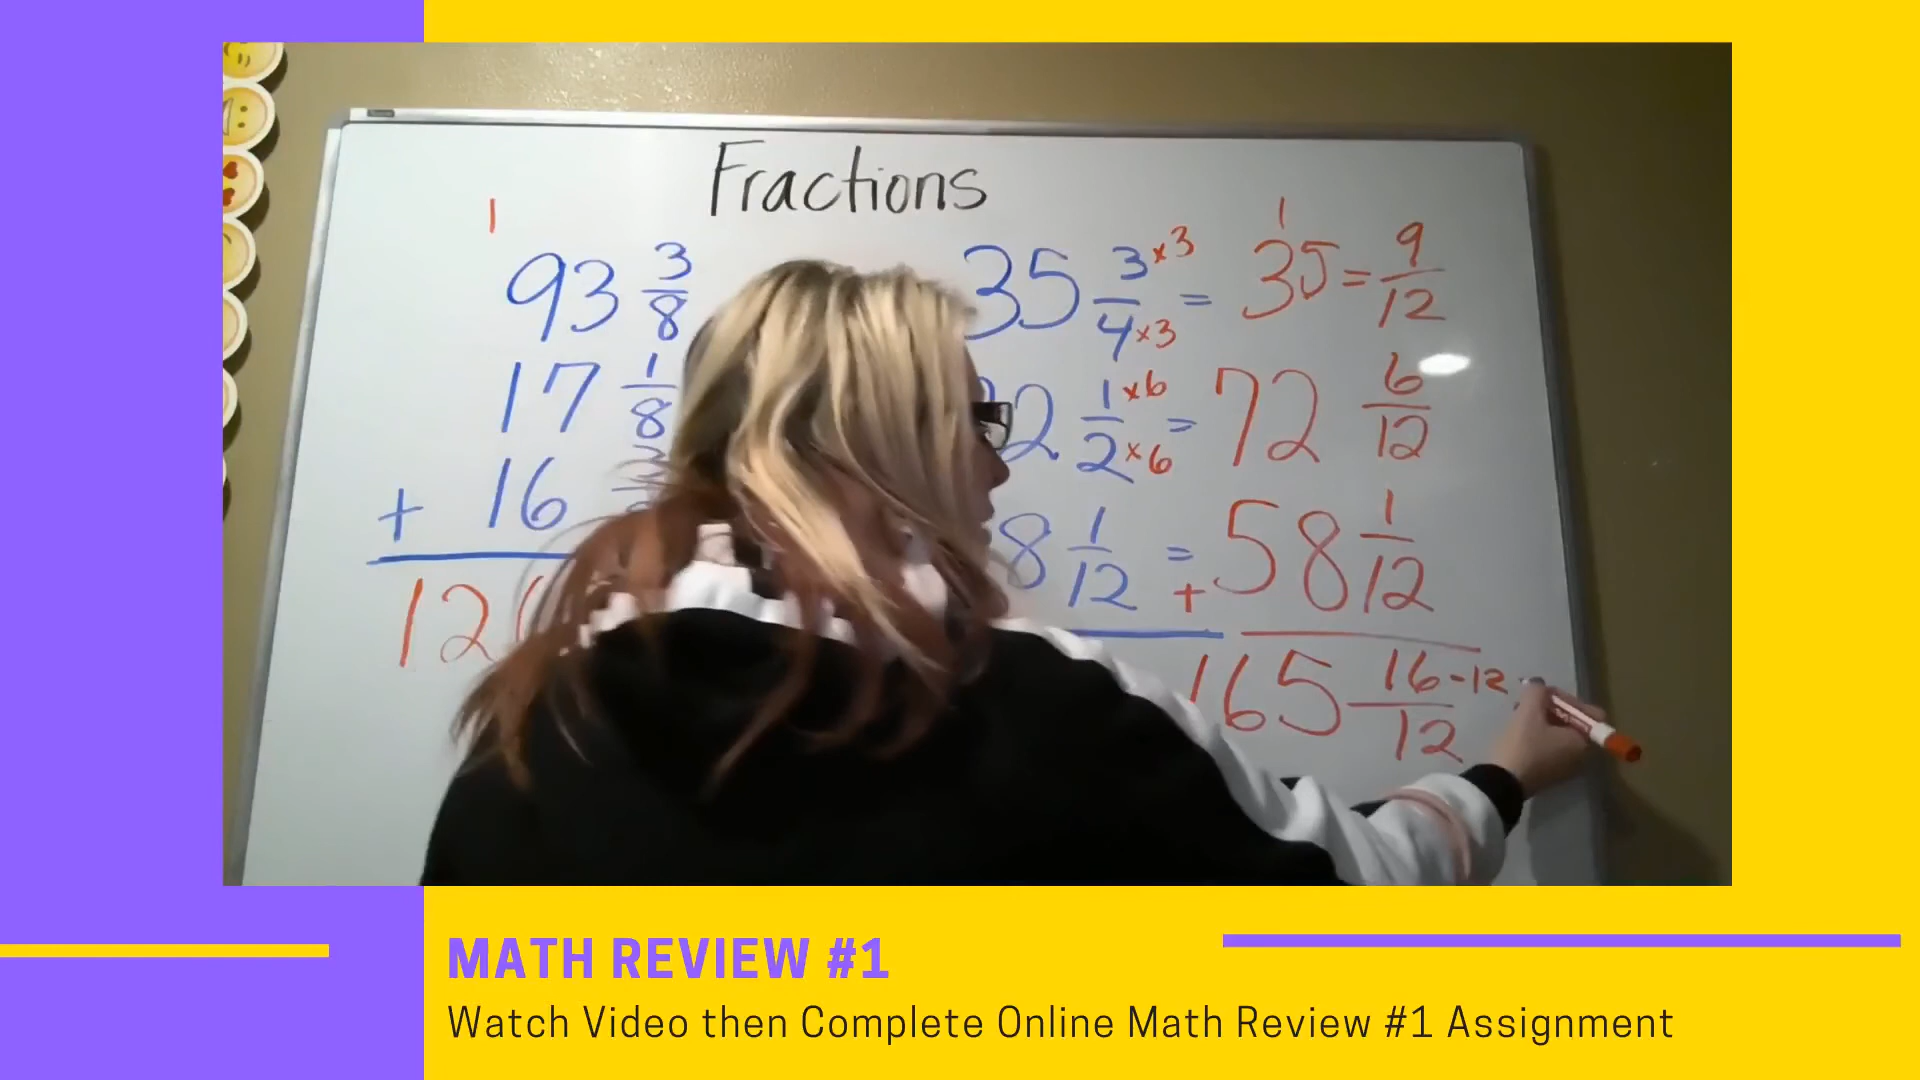 Fractions
1
93 3/8
17 1/8
+ 16
12
35 3/4 ×3 ×3 =
2 1/2 ×6 ×6 =
8 1/12 =
1
35 = 9/12
72 6/12
+ 58 1/12
165 16-12/12
MATH REVIEW #1
Watch Video then Complete Online Math Review #1 Assignment